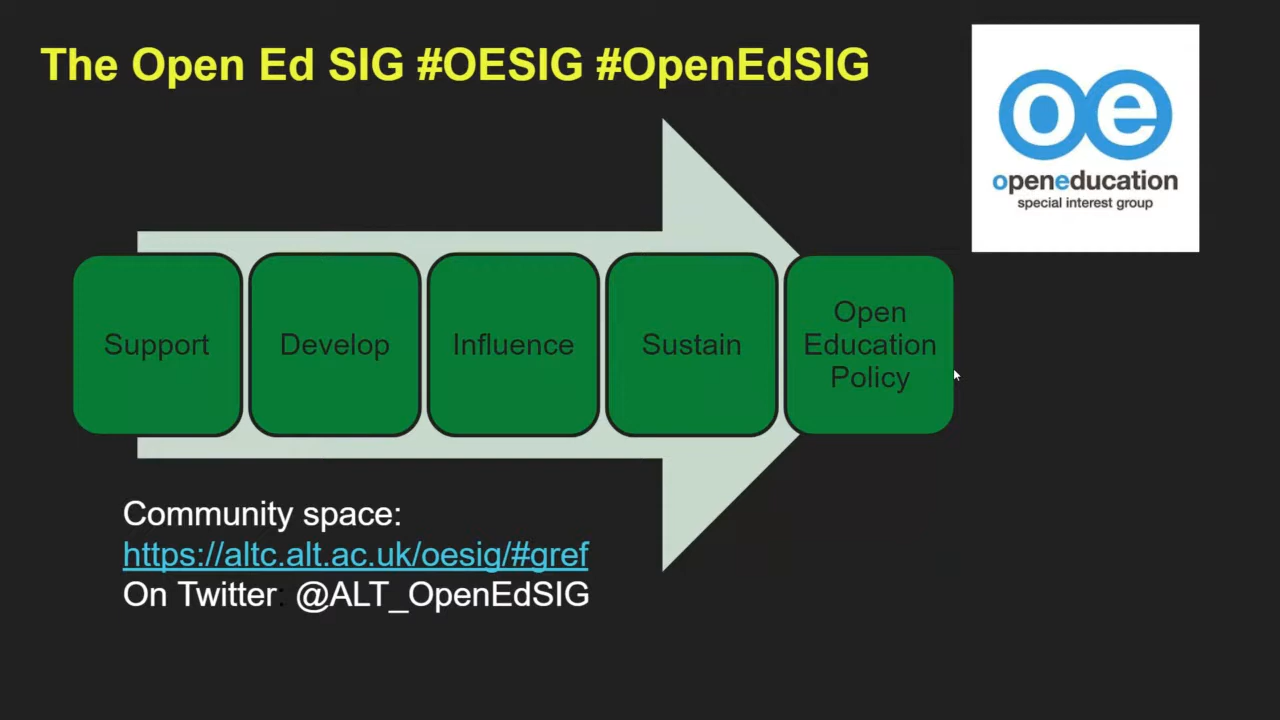 The Open Ed SIG #OESIG #OpenEdSIG
oe
openeducation
special interest group
Support
Develop
Influence
Sustain
Open
Education
Policy
Community space:
https://altc.alt.ac.uk/oesig/#gref
On Twitter: @ALT_OpenEdSIG